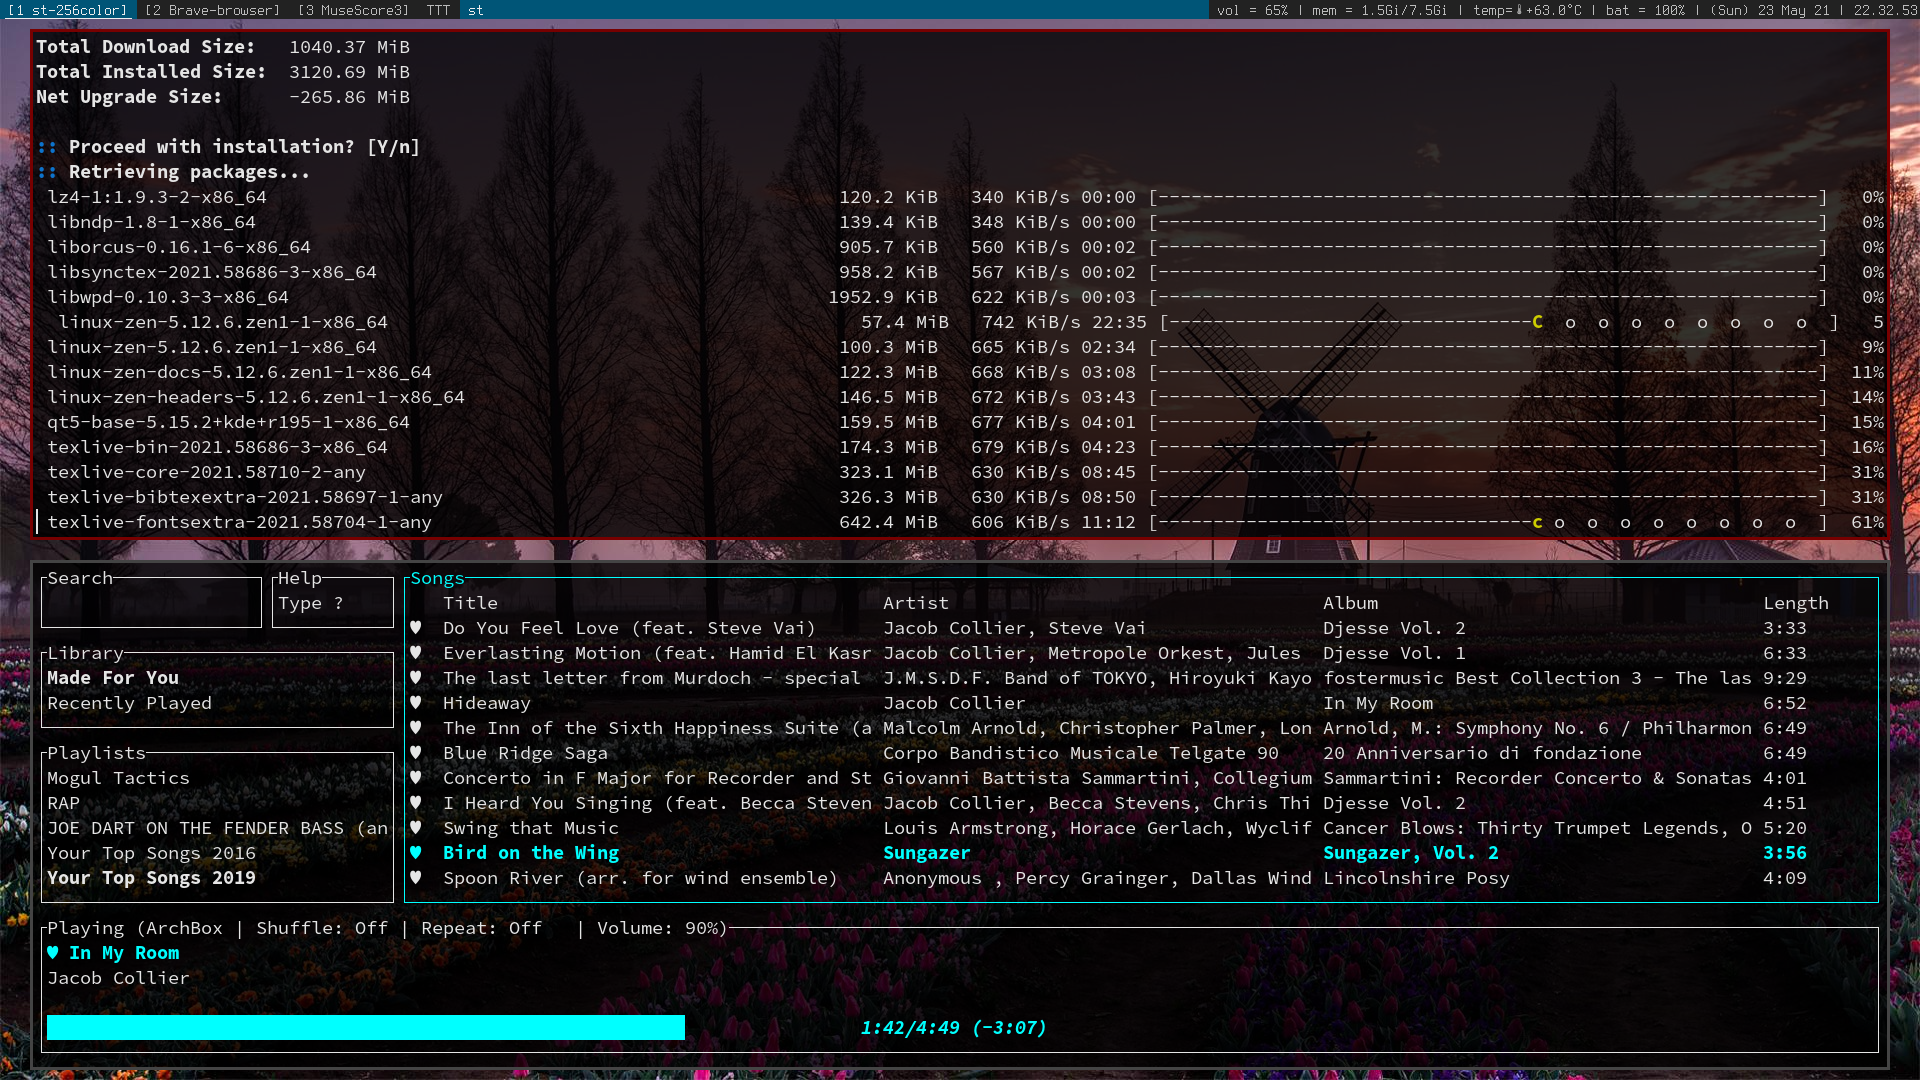 [1 st-256color] [2 Brave-browser] [3 MuseScore3] TTT st vol = 65% | mem = 1.5Gi/7.5Gi | temp=🌡+63.0°C | bat = 100% | (Sun) 23 May 21 | 22.32.53
Total Download Size: 1040.37 MiB
Total Installed Size: 3120.69 MiB
Net Upgrade Size: -265.86 MiB
:: Proceed with installation? [Y/n]
:: Retrieving packages...
lz4-1:1.9.3-2-x86_64 120.2 KiB 340 KiB/s 00:00 [------------------------------------------------------------] 0%
libndp-1.8-1-x86_64 139.4 KiB 348 KiB/s 00:00 [------------------------------------------------------------] 0%
liborcus-0.16.1-6-x86_64 905.7 KiB 560 KiB/s 00:02 [------------------------------------------------------------] 0%
libsynctex-2021.58686-3-x86_64 958.2 KiB 567 KiB/s 00:02 [------------------------------------------------------------] 0%
libwpd-0.10.3-3-x86_64 1952.9 KiB 622 KiB/s 00:03 [------------------------------------------------------------] 0%
linux-zen-5.12.6.zen1-1-x86_64 57.4 MiB 742 KiB/s 22:35 [---------------------------------C  o  o  o  o  o  o  o  o  ] 5
linux-zen-5.12.6.zen1-1-x86_64 100.3 MiB 665 KiB/s 02:34 [------------------------------------------------------------] 9%
linux-zen-docs-5.12.6.zen1-1-x86_64 122.3 MiB 668 KiB/s 03:08 [------------------------------------------------------------] 11%
linux-zen-headers-5.12.6.zen1-1-x86_64 146.5 MiB 672 KiB/s 03:43 [------------------------------------------------------------] 14%
qt5-base-5.15.2+kde+r195-1-x86_64 159.5 MiB 677 KiB/s 04:01 [------------------------------------------------------------] 15%
texlive-bin-2021.58686-3-x86_64 174.3 MiB 679 KiB/s 04:23 [------------------------------------------------------------] 16%
texlive-core-2021.58710-2-any 323.1 MiB 630 KiB/s 08:45 [------------------------------------------------------------] 31%
texlive-bibtexextra-2021.58697-1-any 326.3 MiB 630 KiB/s 08:50 [------------------------------------------------------------] 31%
texlive-fontsextra-2021.58704-1-any 642.4 MiB 606 KiB/s 11:12 [----------------------------------c o  o  o  o  o  o  o  o  ] 61%
Search
Help
Type ?
Library
Made For You
Recently Played
Playlists
Mogul Tactics
RAP
JOE DART ON THE FENDER BASS (an
Your Top Songs 2016
Your Top Songs 2019
Songs
Title Artist Album Length
♥ Do You Feel Love (feat. Steve Vai) Jacob Collier, Steve Vai Djesse Vol. 2 3:33
♥ Everlasting Motion (feat. Hamid El Kasr Jacob Collier, Metropole Orkest, Jules Djesse Vol. 1 6:33
♥ The last letter from Murdoch - special J.M.S.D.F. Band of TOKYO, Hiroyuki Kayo fostermusic Best Collection 3 - The las 9:29
♥ Hideaway Jacob Collier In My Room 6:52
♥ The Inn of the Sixth Happiness Suite (a Malcolm Arnold, Christopher Palmer, Lon Arnold, M.: Symphony No. 6 / Philharmon 6:49
♥ Blue Ridge Saga Corpo Bandistico Musicale Telgate 90 20 Anniversario di fondazione 6:49
♥ Concerto in F Major for Recorder and St Giovanni Battista Sammartini, Collegium Sammartini: Recorder Concerto & Sonatas 4:01
♥ I Heard You Singing (feat. Becca Steven Jacob Collier, Becca Stevens, Chris Thi Djesse Vol. 2 4:51
♥ Swing that Music Louis Armstrong, Horace Gerlach, Wyclif Cancer Blows: Thirty Trumpet Legends, O 5:20
♥ Bird on the Wing Sungazer Sungazer, Vol. 2 3:56
♥ Spoon River (arr. for wind ensemble) Anonymous , Percy Grainger, Dallas Wind Lincolnshire Posy 4:09
Playing (ArchBox | Shuffle: Off | Repeat: Off | Volume: 90%)
♥ In My Room
Jacob Collier
1:42/4:49 (-3:07)